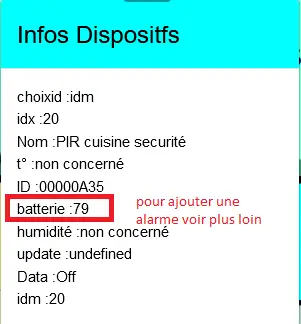 Infos Dispositfs
choixid :idm
idx :20
Nom :PIR cuisine securité
t° :non concerné
ID :00000A35
batterie :79
pour ajouter une
alarme voir plus loin
humidité :non concerné
update :undefined
Data :Off
idm :20